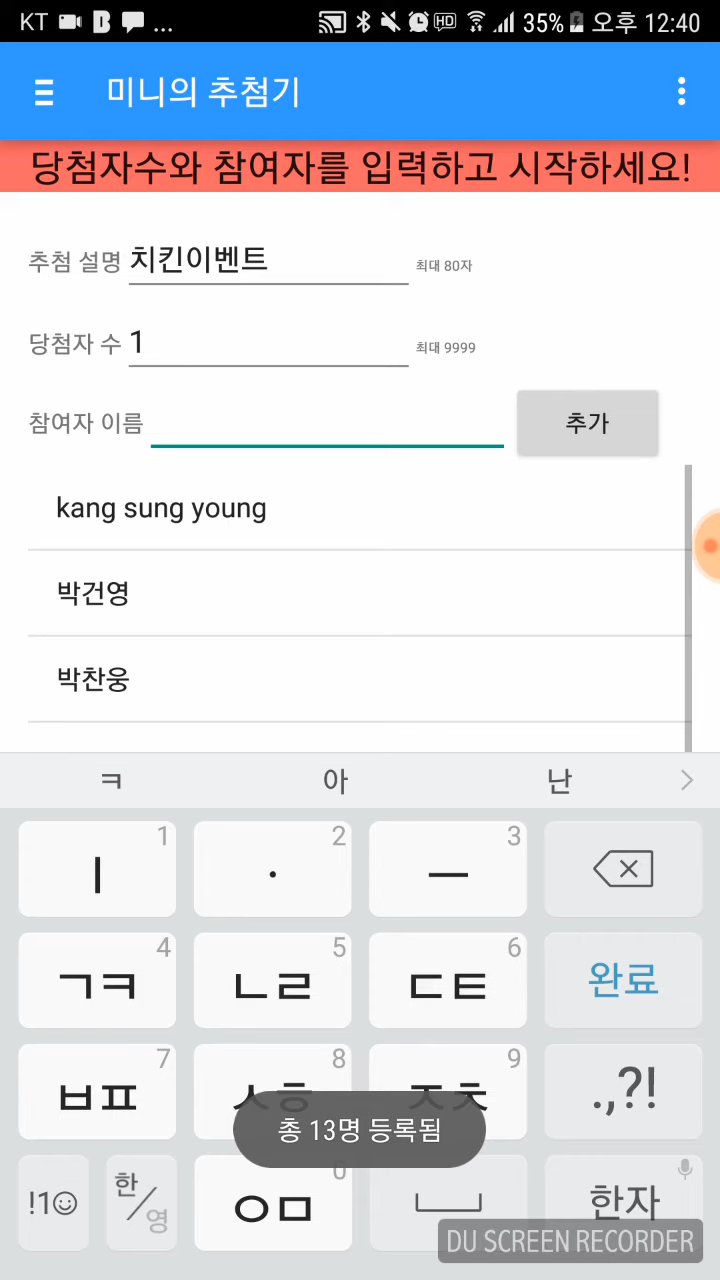 KT ... HD 35% 오후 12:40
미니의 추첨기
당첨자수와 참여자를 입력하고 시작하세요!
추첨 설명 치킨이벤트 최대 80자
당첨자 수 1 최대 9999
참여자 이름 추가
kang sung young
박건영
박찬웅
ㅋ 아 난
1 2 3
ㅣ · ㅡ
4 5 6
ㄱㅋ ㄴㄹ ㄷㅌ 완료
7 8 9
ㅂㅍ ㅅㅎ ㅈㅊ .,?!
총 13명 등록됨
0
!1☺ 한/영 ㅇㅁ 한자
DU SCREEN RECORDER